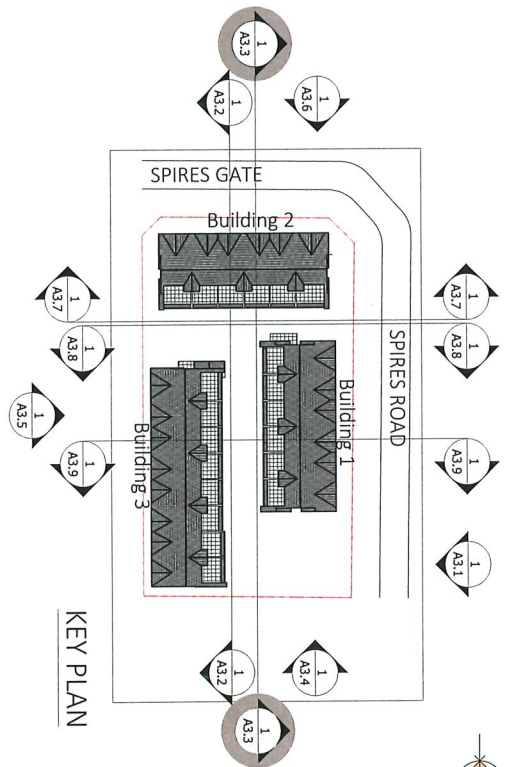 1
A3.3
1
A3.2
1
A3.6
SPIRES GATE
Building 2
1
A3.7
1
A3.8
1
A3.5
1
A3.9
Building 3
Building 1
SPIRES ROAD
1
A3.7
1
A3.8
1
A3.9
1
A3.1
1
A3.2
1
A3.4
1
A3.3
KEY PLAN